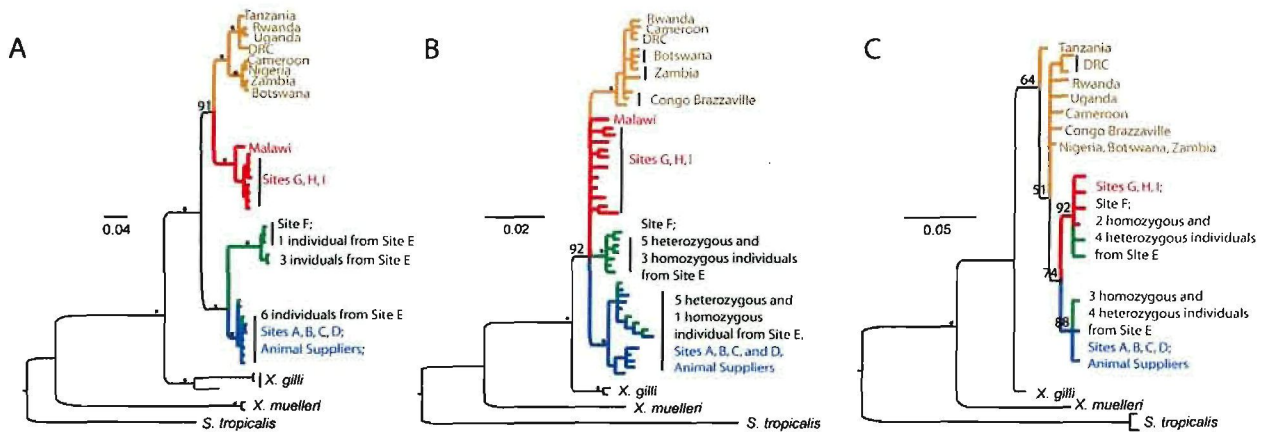 A
Tanzania
Rwanda
Uganda
DRC
Cameroon
Nigeria
Zambia
Botswana
91
Malawi
Sites G, H, I
0.04
Site F;
1 individual from Site E
3 inviduals from Site E
6 individuals from Site E
Sites A, B, C, D;
Animal Suppliers;
X. gilli
X. muelleri
S. tropicalis
B
Rwanda
Cameroon
DRC
Botswana
Zambia
Congo Brazzaville
Malawi
Sites G, H, I
0.02
92
Site F;
5 heterozygous and
3 homozygous individuals
from Site E
5 heterozygous and
1 homozygous
individual from Site E,
Sites A, B, C, and D,
Animal Suppliers
X. gilli
X. muelleri
S. tropicalis
C
Tanzania
DRC
64
Rwanda
Uganda
Cameroon
Congo Brazzaville
Nigeria, Botswana, Zambia
51
0.05
92
Sites G, H, I;
Site F;
2 homozygous and
4 heterozygous individuals
from Site E
74
3 homozygous and
4 heterozygous individuals
from Site E
88
Sites A, B, C, D;
Animal Suppliers
X. gilli
X. muelleri
S. tropicalis